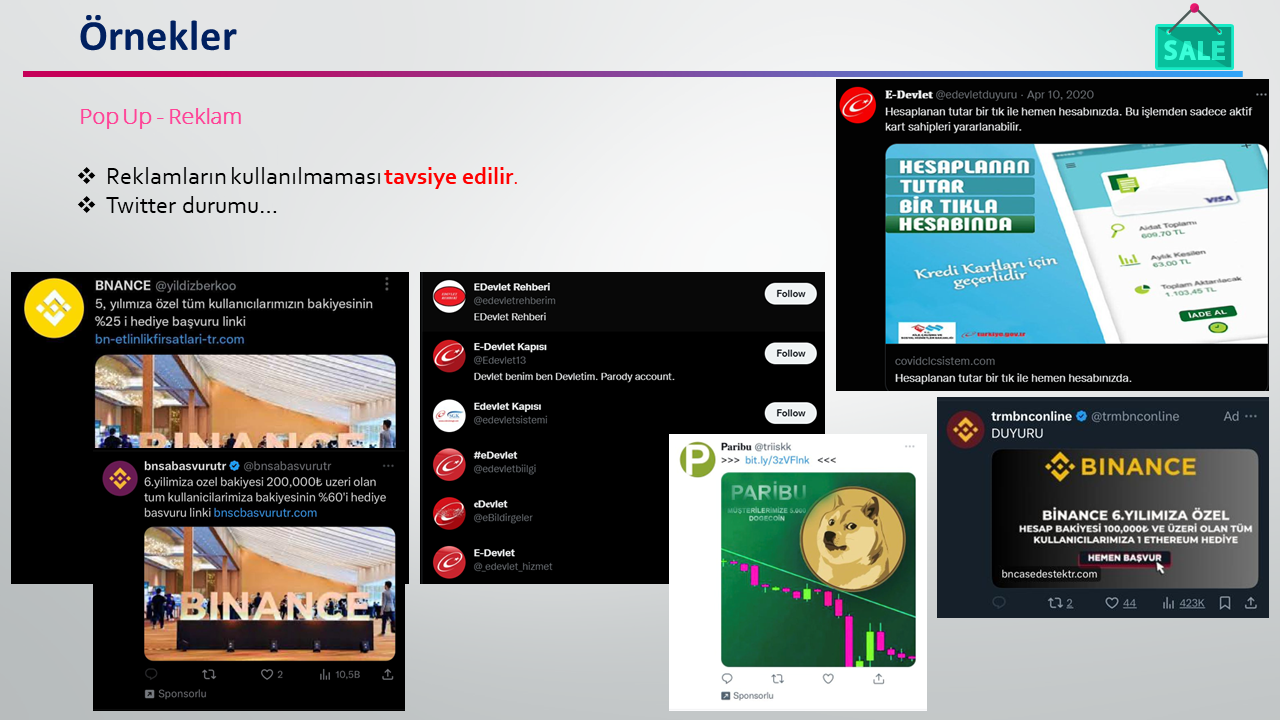 Örnekler
SALE
Pop Up - Reklam
❖ Reklamların kullanılmaması tavsiye edilir.
❖ Twitter durumu...
E-Devlet @edevletduyuru · Apr 10, 2020
Hesaplanan tutar bir tık ile hemen hesabınızda. Bu işlemden sadece aktif
kart sahipleri yararlanabilir.
HESAPLANAN
TUTAR
BİR TIKLA
HESABINDA
Kredi Kartları için
geçerlidir
VISA
Aidat Toplamı
609.70 TL
Aylık Kesilen
63.00 TL
Toplam Aktarılacak
1.103.45 TL
İADE AL
turkiye.gov.tr
covidclcsistem.com
Hesaplanan tutar bir tık ile hemen hesabınızda.
BNANCE @yildizberkoo
5, yılımıza özel tüm kullanıcılarımızın bakiyesinin
%25 i hediye başvuru linki
bn-etlinlikfirsatlari-tr.com
BINANCE
bnsabasvurutr @bnsabasvurutr
6.yilimiza ozel bakiyesi 200,000₺ uzeri olan
tum kullanicilarimiza bakiyesinin %60'i hediye
basvuru linki bnscbasvurutr.com
BINANCE
2
10,5B
Sponsorlu
EDevlet Rehberi
@edevletrehberim
EDevlet Rehberi
Follow
E-Devlet Kapısı
@Edevlet13
Devlet benim ben Devletim. Parody account.
Follow
Edevlet Kapısı
@edevletsistemi
Follow
#eDevlet
@edevletbiilgi
eDevlet
@eBildirgeler
E-Devlet
@_edevlet_hizmet
Paribu @triiskk
>>> bit.ly/3zVFlnk <<<
PARİBU
MÜŞTERİLERİMİZE 5.000
DOGECOİN
Sponsorlu
trmbnconline @trmbnconline Ad
DUYURU
BINANCE
BİNANCE 6.YILIMIZA ÖZEL
HESAP BAKİYESİ 100,000₺ VE ÜZERİ OLAN TÜM
KULLANICILARIMIZA 1 ETHEREUM HEDİYE
HEMEN BAŞVUR
bncasedestektr.com
2
44
423K